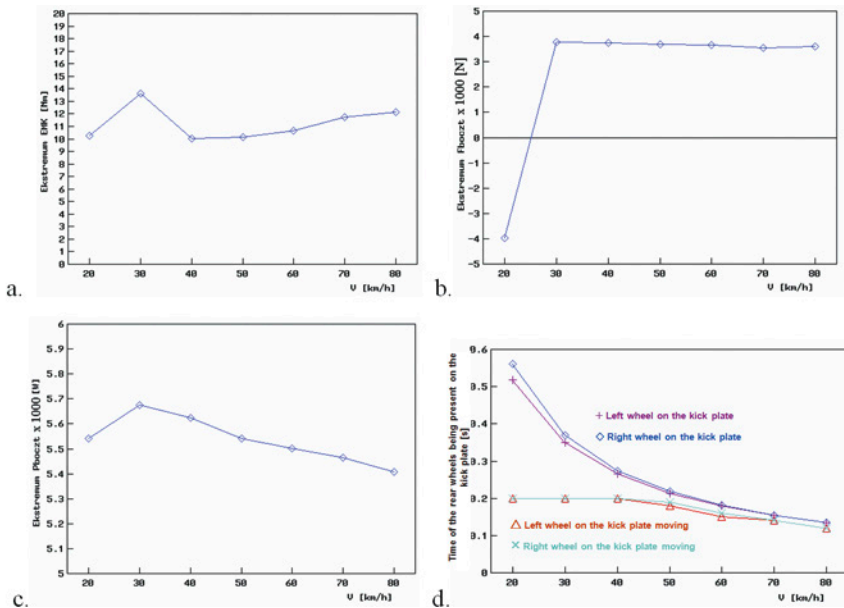 20
19
18
17
16
15
14
13
12
11
10
9
8
7
6
5
4
3
2
1
0
Ekstremum EMK [Nm]
20 30 40 50 60 70 80
V [km/h]
a.
5
4
3
2
1
0
-1
-2
-3
-4
-5
Ekstremum Fboczt x 1000 [N]
20 30 40 50 60 70 80
V [km/h]
b.
6
5.9
5.8
5.7
5.6
5.5
5.4
5.3
5.2
5.1
5
Ekstremum Pboczt x 1000 [W]
20 30 40 50 60 70 80
V [km/h]
c.
0.6
0.5
0.4
0.3
0.2
0.1
0
Time of the rear wheels being present on the
kick plate [s]
Left wheel on the kick plate
Right wheel on the kick plate
Left wheel on the kick plate moving
Right wheel on the kick plate moving
20 30 40 50 60 70 80
V [km/h]
d.